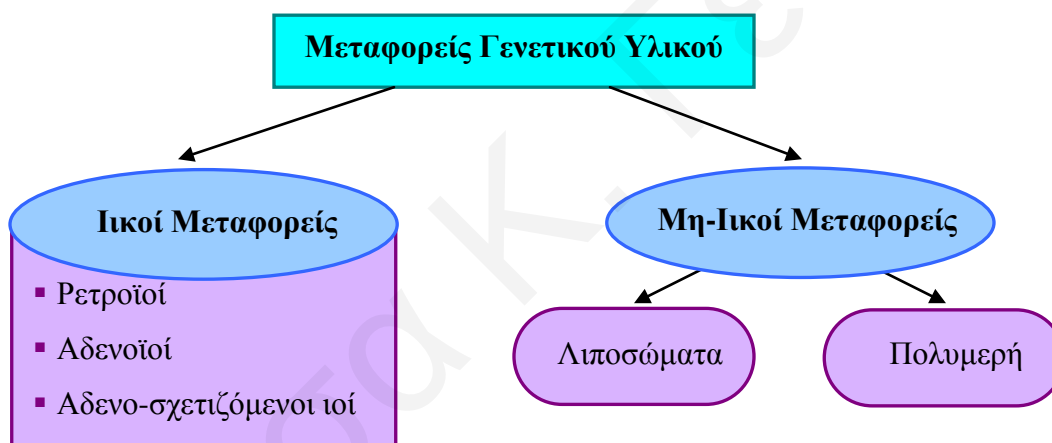 Μεταφορείς Γενετικού Υλικού
Ιικοί Μεταφορείς
Μη-Ιικοί Μεταφορείς
▪ Ρετροϊοί
▪ Αδενοϊοί
▪ Αδενο-σχετιζόμενοι ιοί
Λιποσώματα
Πολυμερή